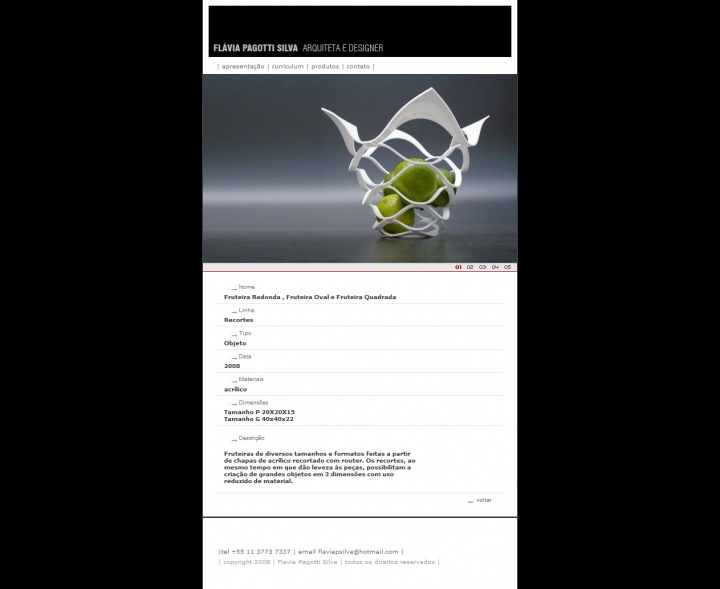 FLÁVIA PAGOTTI SILVA ARQUITETA E DESIGNER
| apresentação | curriculum | produtos | contato |
01 02 03 04 05
Nome
Fruteira Redonda , Fruteira Oval e Fruteira Quadrada
Linha
Recortes
Tipo
Objeto
Data
2008
Materiais
acrílico
Dimensões
Tamanho P 20X20X15
Tamanho G 40x40x22
Descrição
Fruteiras de diversos tamanhos e formatos feitas a partir
de chapas de acrílico recortado com router. Os recortes, ao
mesmo tempo em que dão leveza ás peças, possibilitam a
criação de grandes objetos em 3 dimensões com uso
reduzido de material.
voltar
|tel +55 11 3773 7337 | email flaviapsilva@hotmail.com |
| copyright 2008 | Flavia Pagotti Silva | todos os direitos reservados |